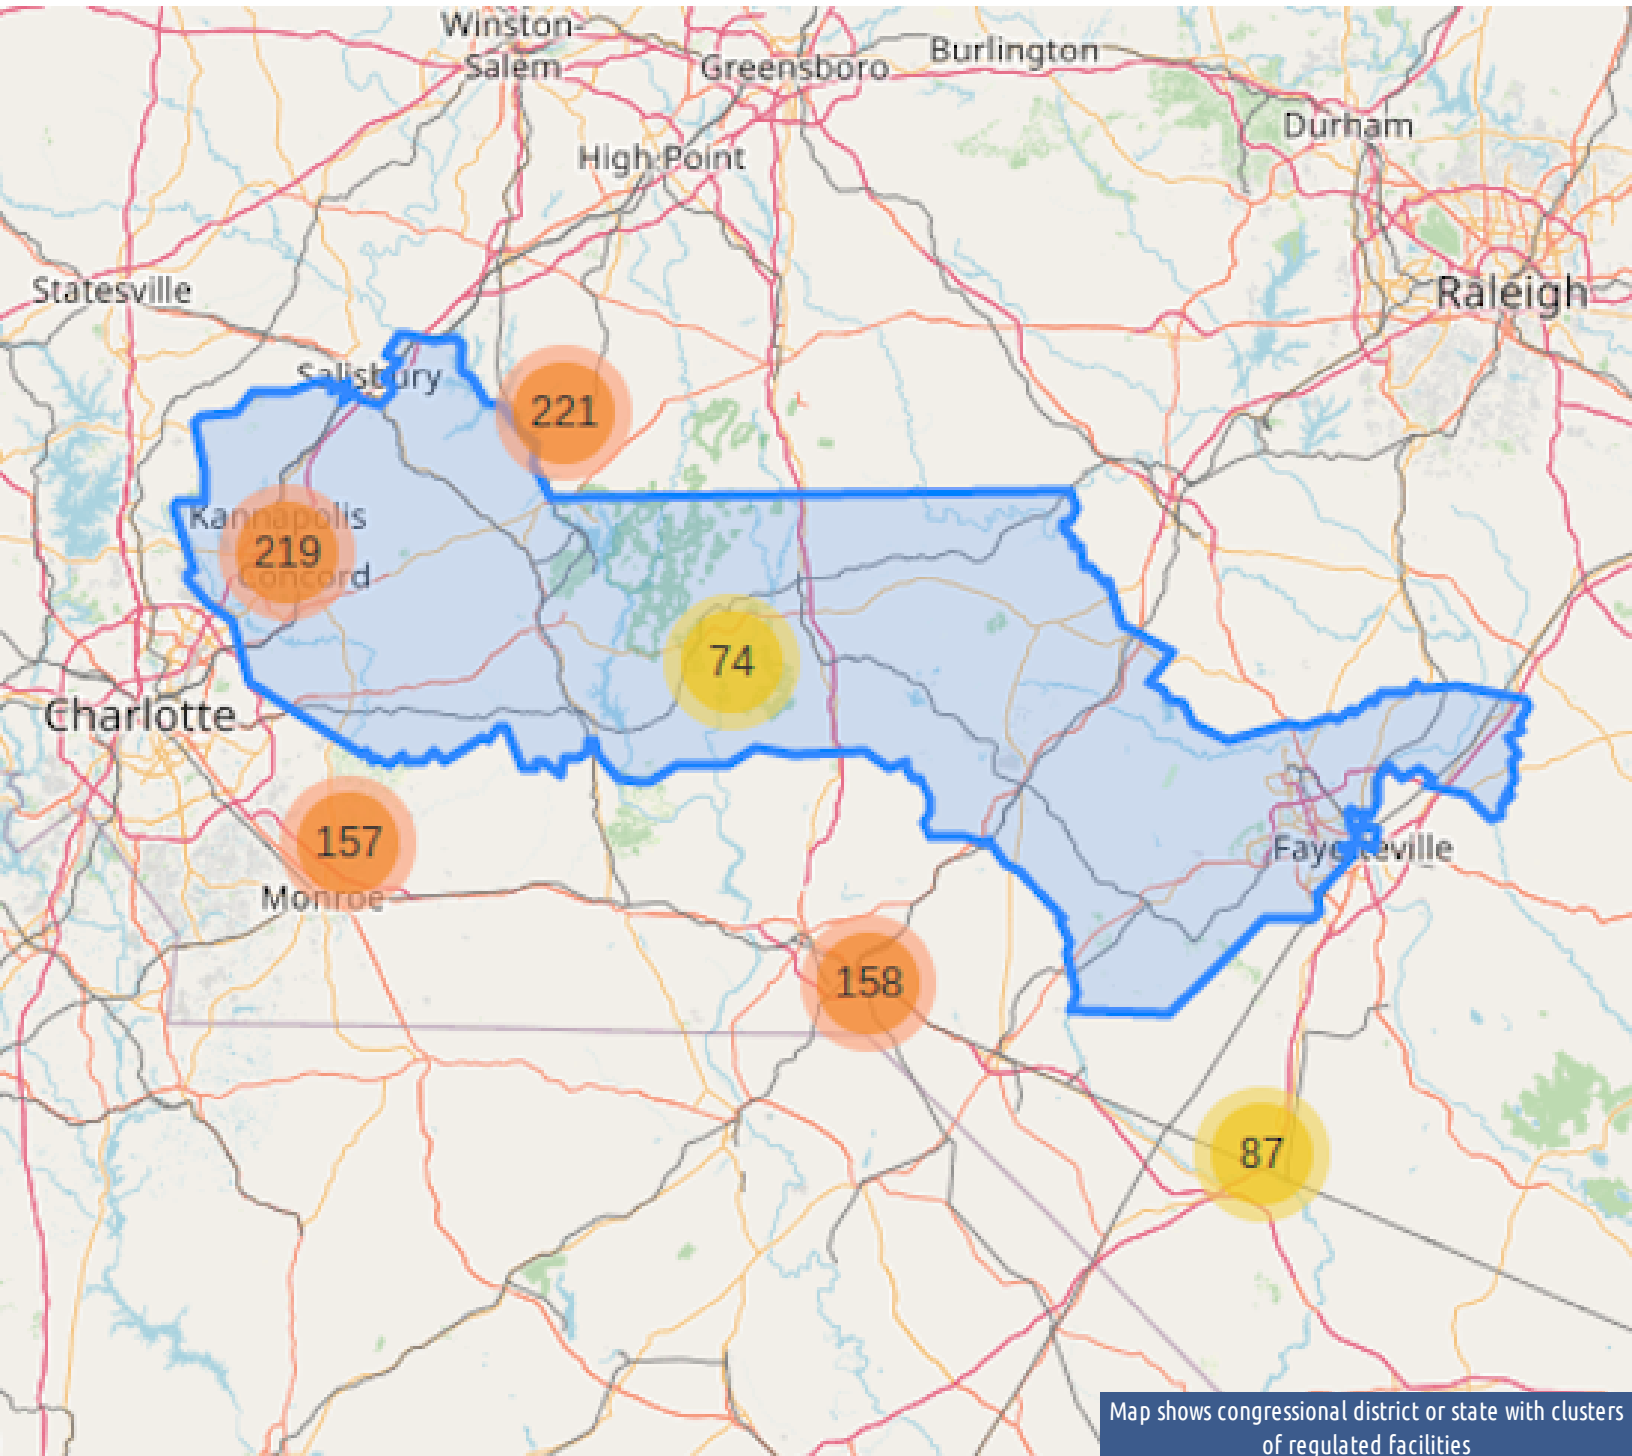 Winston-
Salem
Greensboro
Burlington
Durham
High Point
Statesville
Raleigh
Salisbury
221
Kannapolis
219
Concord
74
Charlotte
157
Fayetteville
Monroe
158
87
Map shows congressional district or state with clusters
of regulated facilities